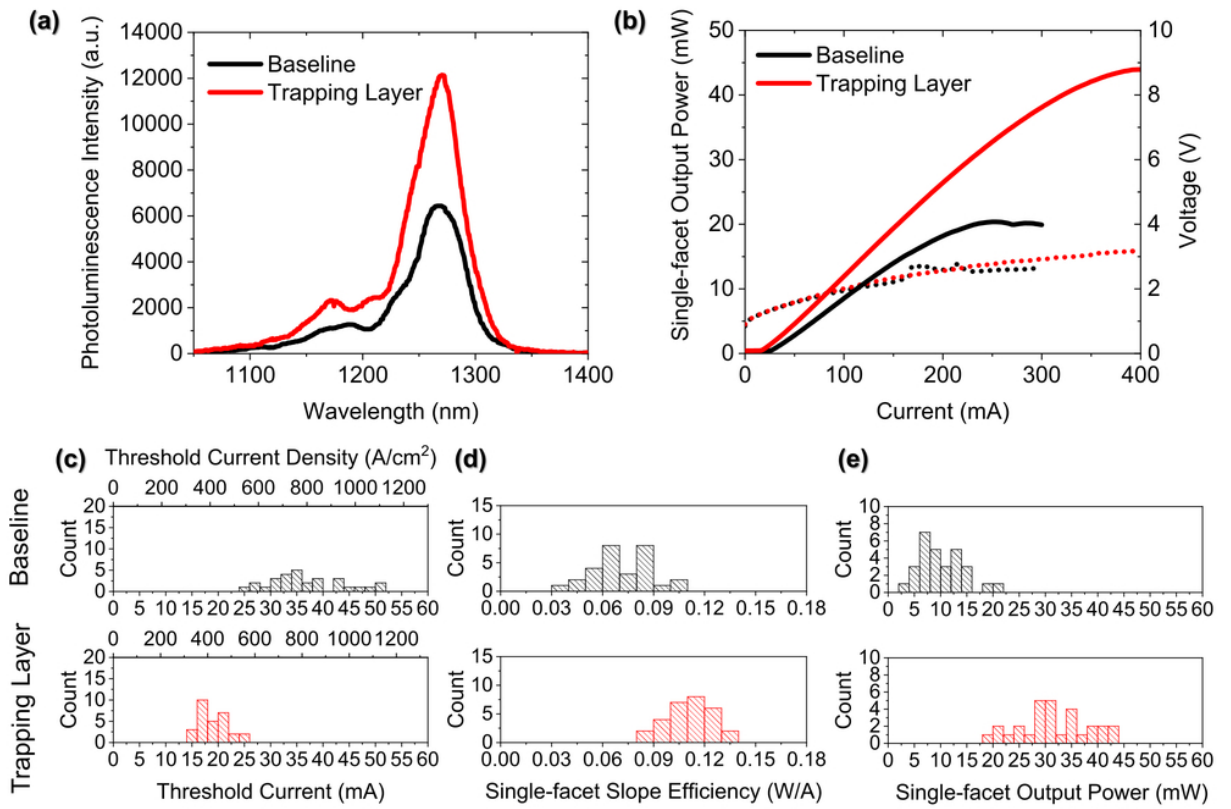 (a)
Photoluminescence Intensity (a.u.)
14000
12000
10000
8000
6000
4000
2000
0
Baseline
Trapping Layer
1100
1200
1300
1400
Wavelength (nm)
(b)
Single-facet Output Power (mW)
50
40
30
20
10
0
Baseline
Trapping Layer
10
8
6
4
2
0
Voltage (V)
0
100
200
300
400
Current (mA)
Baseline
(c)
Threshold Current Density (A/cm²)
0 200 400 600 800 1000 1200
Count
20
15
10
5
0
0 5 10 15 20 25 30 35 40 45 50 55 60
(d)
Count
15
10
5
0
0.00 0.03 0.06 0.09 0.12 0.15 0.18
(e)
Count
10
8
6
4
2
0
0 5 10 15 20 25 30 35 40 45 50 55 60
Trapping Layer
0 200 400 600 800 1000 1200
Count
20
15
10
5
0
0 5 10 15 20 25 30 35 40 45 50 55 60
Threshold Current (mA)
Count
15
10
5
0
0.00 0.03 0.06 0.09 0.12 0.15 0.18
Single-facet Slope Efficiency (W/A)
Count
10
8
6
4
2
0
0 5 10 15 20 25 30 35 40 45 50 55 60
Single-facet Output Power (mW)